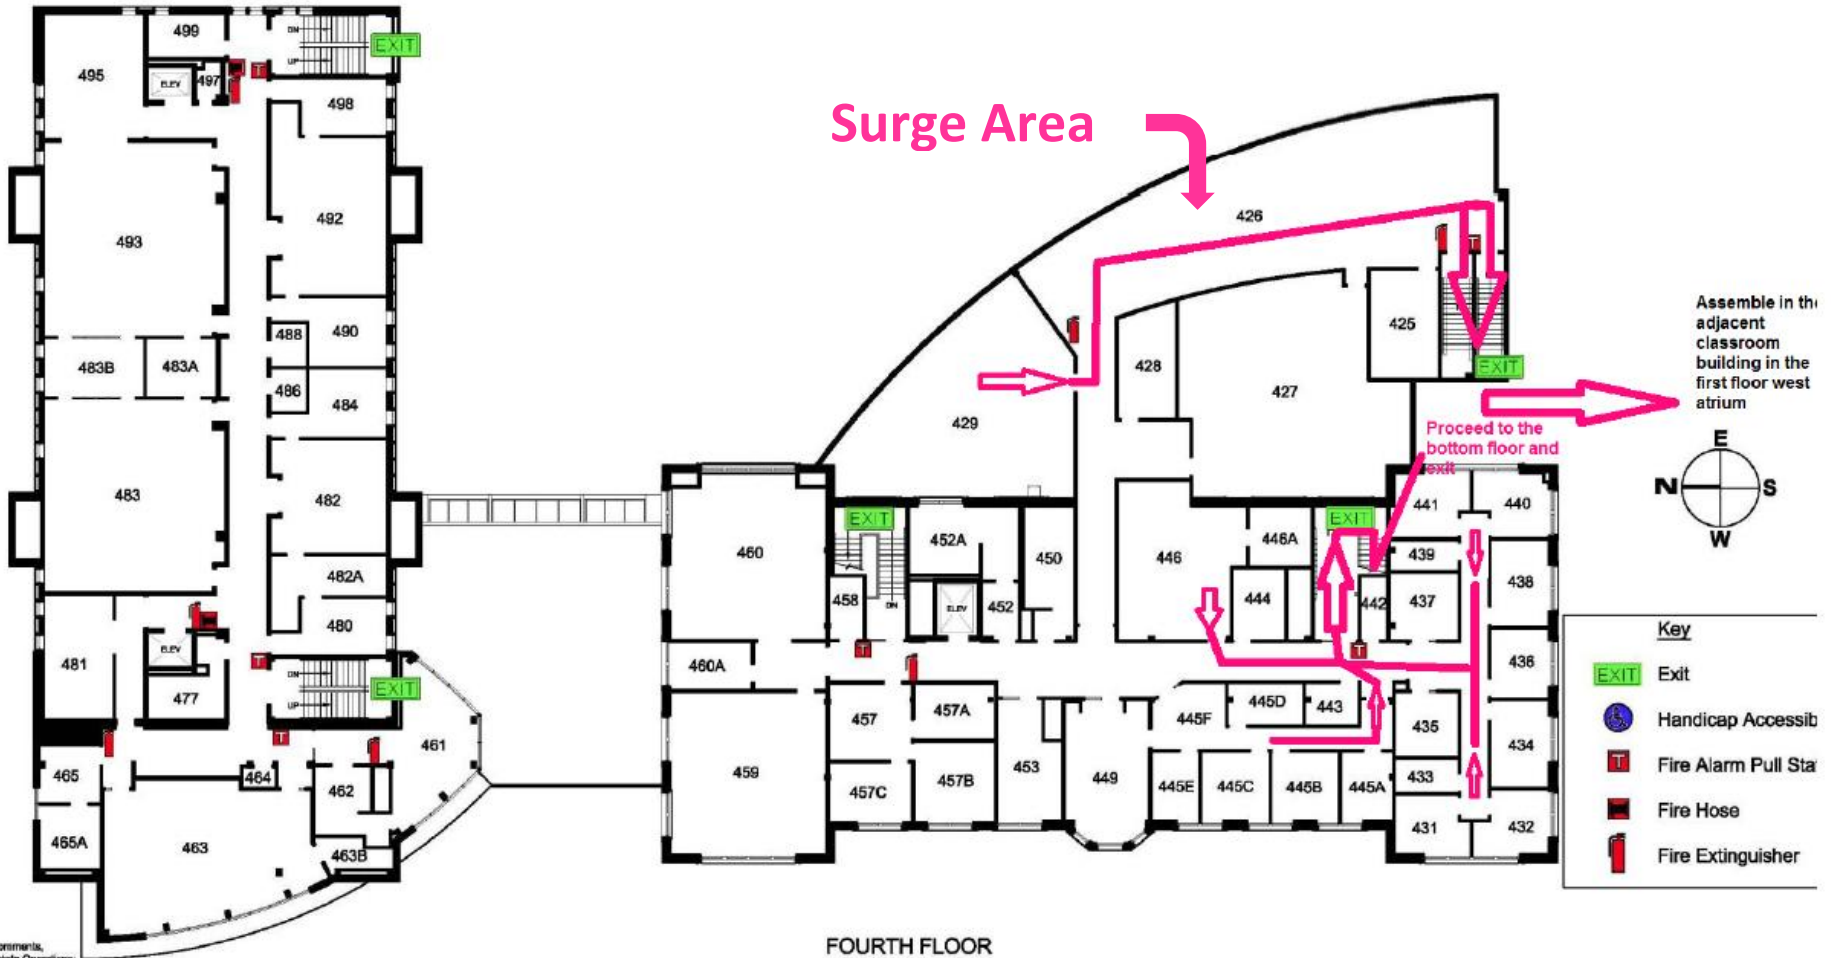 499
DN
EXIT
495
ELEV
497
UP
498
Surge Area
492
426
493
EXIT
488
490
425
Assemble in the
adjacent
classroom
building in the
first floor west
atrium
483B
483A
428
486
484
427
429
Proceed to the
bottom floor and
exit
E
N
S
W
483
482
441
440
EXIT
EXIT
460
452A
450
446
446A
439
438
482A
458
DN
ELEV
452
444
442
437
480
Key
481
ELEV
460A
436
EXIT
Exit
DN
EXIT
477
UP
457
457A
445F
445D
443
435
Handicap Accessib
461
434
465
464
462
459
453
449
Fire Alarm Pull Sta
457C
457B
445E
445C
445B
445A
433
Fire Hose
465A
463
463B
431
432
Fire Extinguisher
FOURTH FLOOR